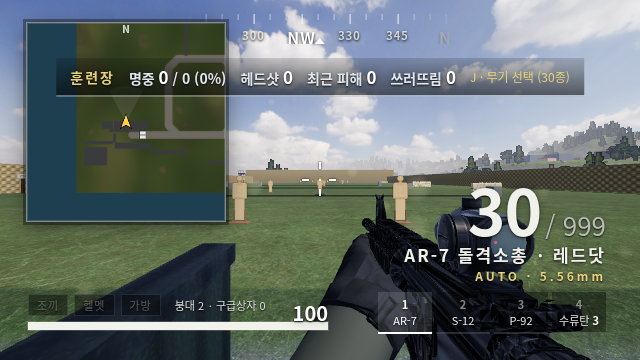 300 NW 330 345 N
N
훈련장 명중 0 / 0 (0%) 헤드샷 0 최근 피해 0 쓰러뜨림 0 J · 무기 선택 (30종)
30 / 999
AR-7 돌격소총 · 레드닷
AUTO · 5.56mm
조끼 헬멧 가방 붕대 2 · 구급상자 0 100
1 2 3 4
AR-7 S-12 P-92 수류탄 3